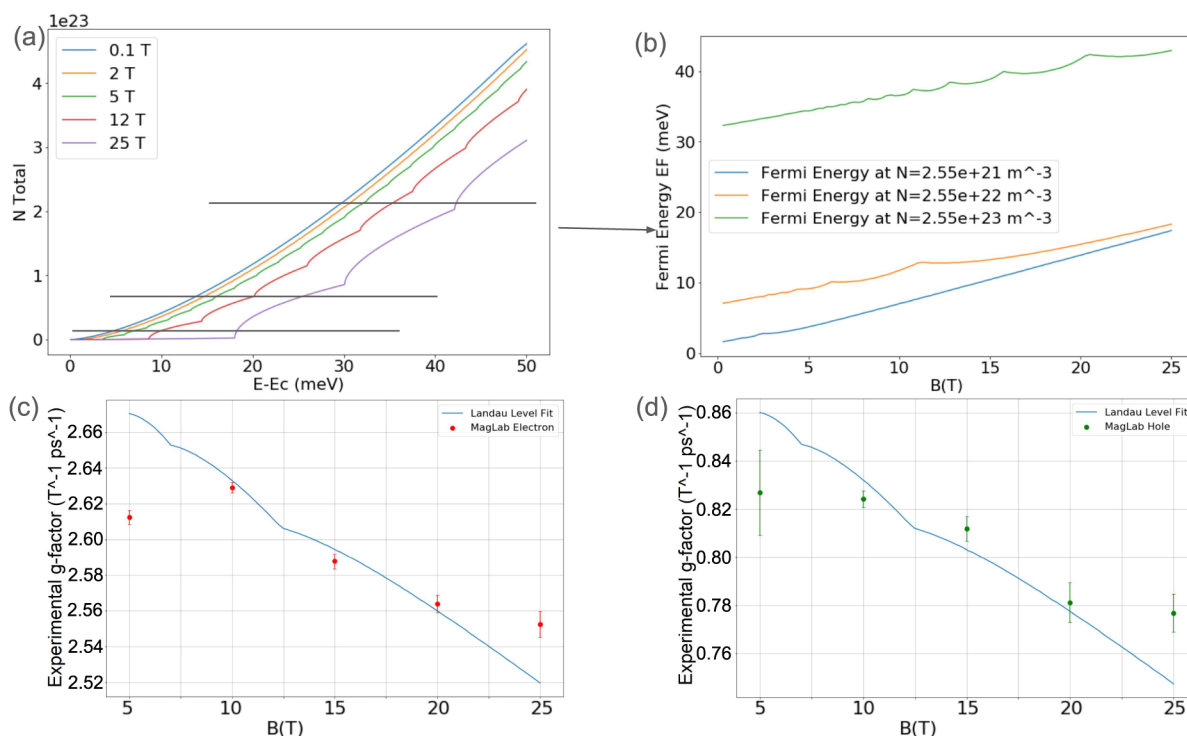 (a)
1e23
0.1 T
2 T
5 T
12 T
25 T
N Total
4
3
2
1
0
0 10 20 30 40 50
E-Ec (meV)
(b)
Fermi Energy EF (meV)
40
20
10
0
Fermi Energy at N=2.55e+21 m^-3
Fermi Energy at N=2.55e+22 m^-3
Fermi Energy at N=2.55e+23 m^-3
0 5 10 15 20 25
B(T)
(c)
Experimental g-factor (T^-1 ps^-1)
2.66
2.64
2.62
2.60
2.58
2.56
2.54
2.52
Landau Level Fit
MagLab Electron
5 10 15 20 25
B(T)
(d)
Experimental g-factor (T^-1 ps^-1)
0.86
0.84
0.82
0.80
0.78
0.76
Landau Level Fit
MagLab Hole
5 10 15 20 25
B(T)